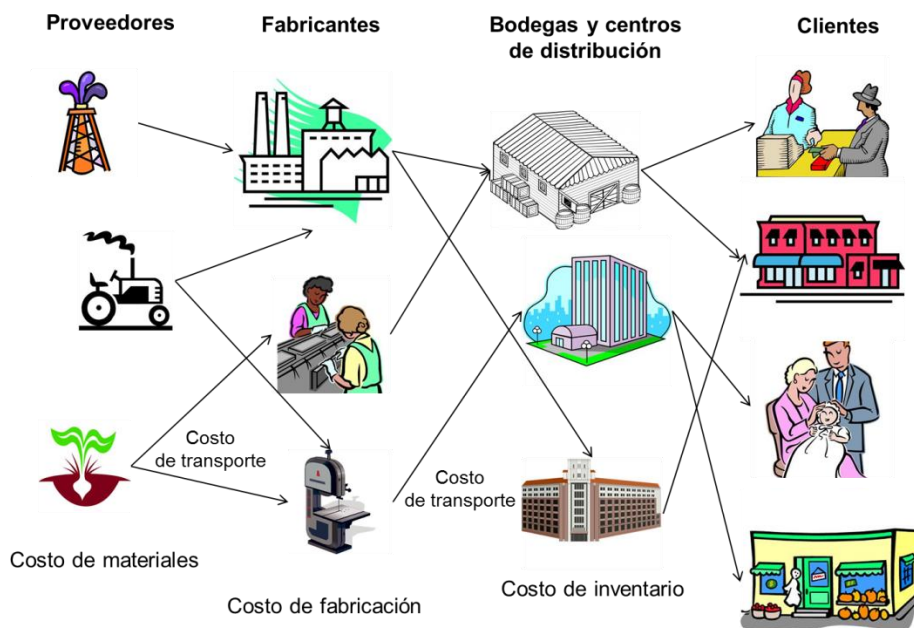 Proveedores
Fabricantes
Bodegas y centros
de distribución
Clientes
Costo
de transporte
Costo
de transporte
Costo de materiales
Costo de fabricación
Costo de inventario